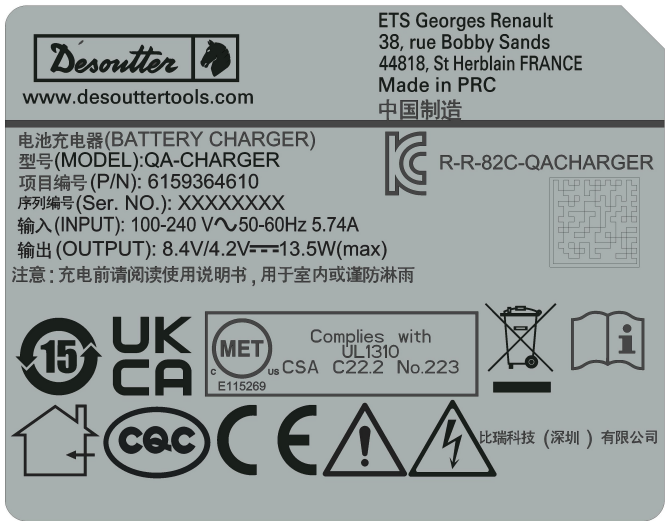 Desoutter
www.desouttertools.com
ETS Georges Renault
38, rue Bobby Sands
44818, St Herblain FRANCE
Made in PRC
中国制造
电池充电器(BATTERY CHARGER)
型号(MODEL):QA-CHARGER
项目编号(P/N): 6159364610
序列编号(Ser. NO.): XXXXXXXX
输入(INPUT): 100-240 V～50-60Hz 5.74A
输出(OUTPUT): 8.4V/4.2V⎓13.5W(max)
注意：充电前请阅读使用说明书，用于室内或谨防淋雨
R-R-82C-QACHARGER
15
UK
CA
MET
C US
E115269
Complies with
UL1310
CSA C22.2 No.223
i
CQC
CE
!
比瑞科技（深圳）有限公司